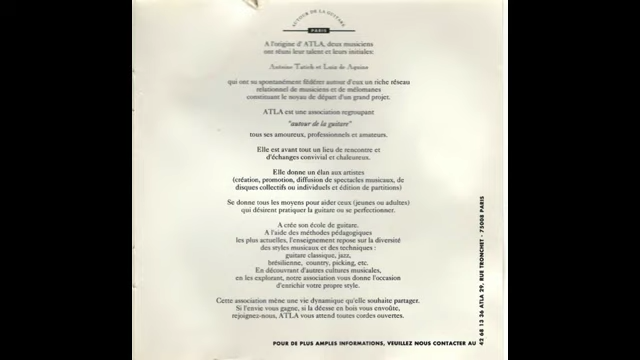 AUTOUR DE LA GUITARE
PARIS
A l'origine d' ATLA, deux musiciens
ont réuni leur talent et leurs initiales:
Antoine Tatich et Luiz de Aquino
qui ont su spontanément fédérer autour d'eux un riche réseau
relationnel de musiciens et de mélomanes
constituant le noyau de départ d'un grand projet.
ATLA est une association regroupant
"autour de la guitare"
tous ses amoureux, professionnels et amateurs.
Elle est avant tout un lieu de rencontre et
d'échanges convivial et chaleureux.
Elle donne un élan aux artistes
(création, promotion, diffusion de spectacles musicaux, de
disques collectifs ou individuels et édition de partitions)
Se donne tous les moyens pour aider ceux (jeunes ou adultes)
qui désirent pratiquer la guitare ou se perfectionner.
A crée son école de guitare.
A l'aide des méthodes pédagogiques
les plus actuelles, l'enseignement repose sur la diversité
des styles musicaux et des techniques :
guitare classique, jazz,
brésilienne, country, picking, etc.
En découvrant d'autres cultures musicales,
en les explorant, notre association vous donne l'occasion
d'enrichir votre propre style.
Cette association mène une vie dynamique qu'elle souhaite partager.
Si l'envie vous gagne, si la déesse en bois vous envoûte,
rejoignez-nous, ATLA vous attend toutes cordes ouvertes.
POUR DE PLUS AMPLES INFORMATIONS, VEUILLEZ NOUS CONTACTER AU
42 68 13 36 ATLA 29, RUE TRONCHET - 75008 PARIS